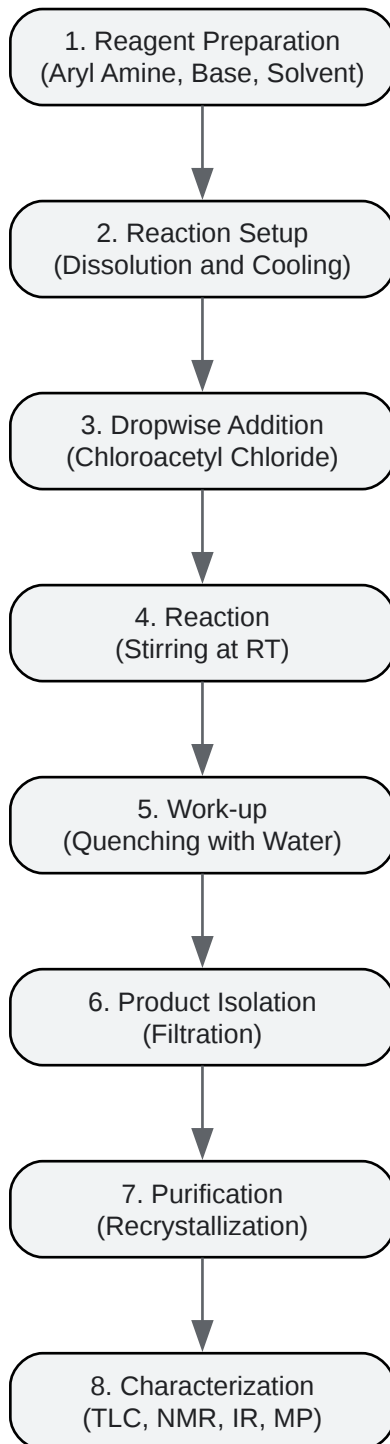 1. Reagent Preparation
(Aryl Amine, Base, Solvent)
2. Reaction Setup
(Dissolution and Cooling)
3. Dropwise Addition
(Chloroacetyl Chloride)
4. Reaction
(Stirring at RT)
5. Work-up
(Quenching with Water)
6. Product Isolation
(Filtration)
7. Purification
(Recrystallization)
8. Characterization
(TLC, NMR, IR, MP)